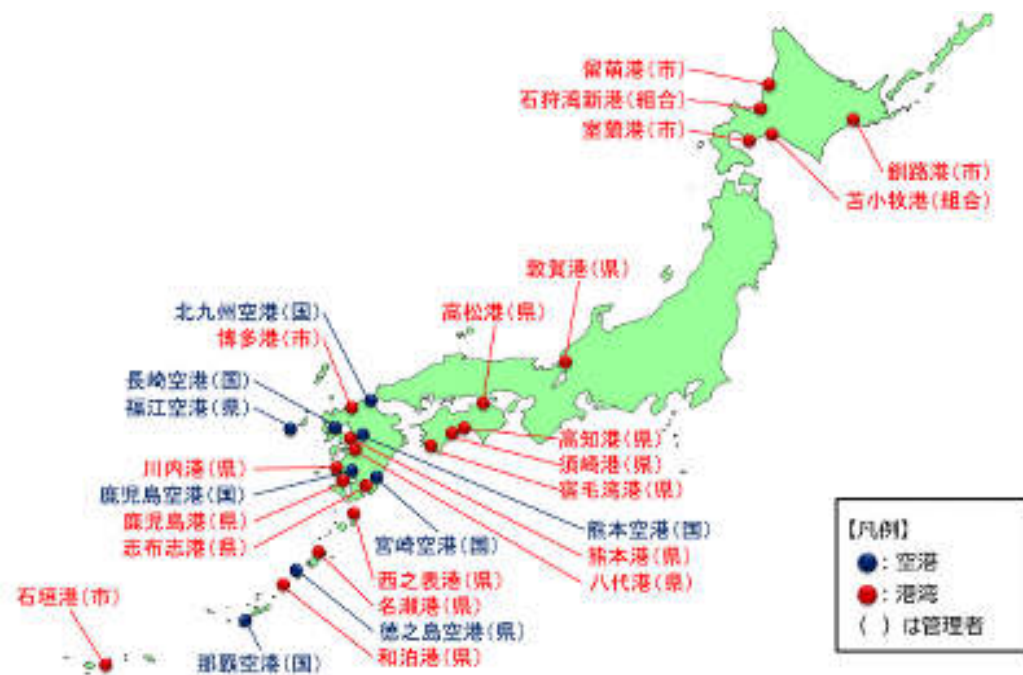 留萌港(市)
石狩湾新港(組合)
室蘭港(市)
釧路港(市)
苫小牧港(組合)
敦賀港(県)
北九州空港(国)
高松港(県)
博多港(市)
長崎空港(国)
福江空港(県)
高知港(県)
須崎港(県)
宿毛湾港(県)
川内港(県)
鹿児島空港(国)
鹿児島港(県)
志布志港(県)
熊本空港(国)
宮崎空港(国)
熊本港(県)
八代港(県)
西之表港(県)
名瀬港(県)
徳之島空港(県)
和泊港(県)
石垣港(市)
那覇空港(国)
【凡例】
：空港
：港湾
( )は管理者